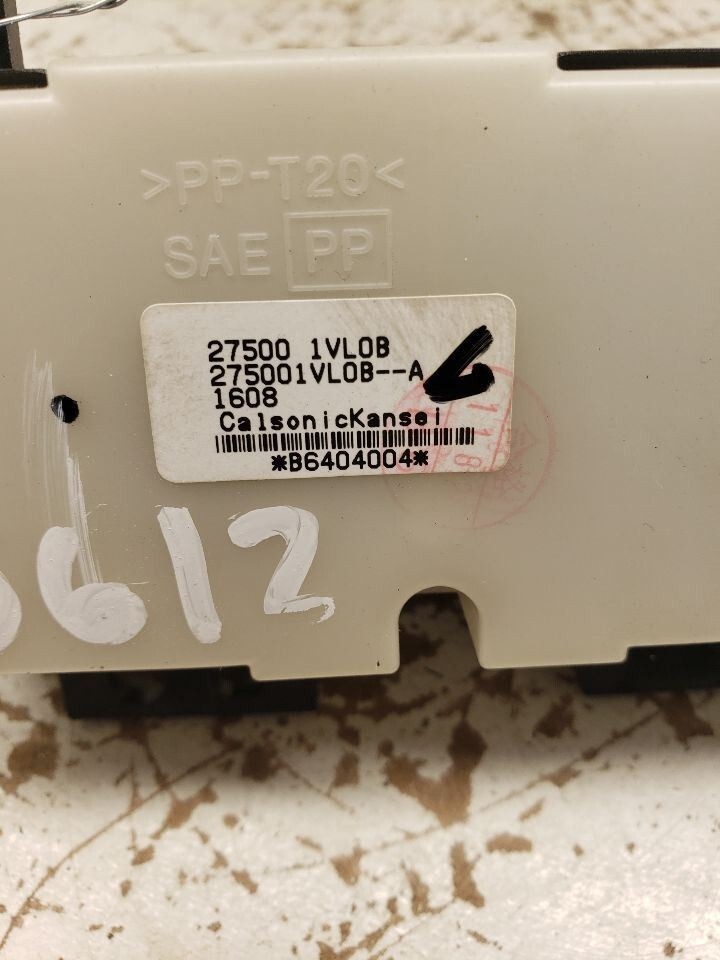 >PP-T20<
SAE PP
27500 1VL0B
275001VL0B--A
1608
CalsonicKansei
*B6404004*
612